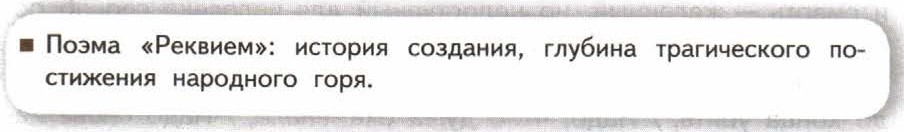 ■ Поэма «Реквием»: история создания, глубина трагического по-
стижения народного горя.